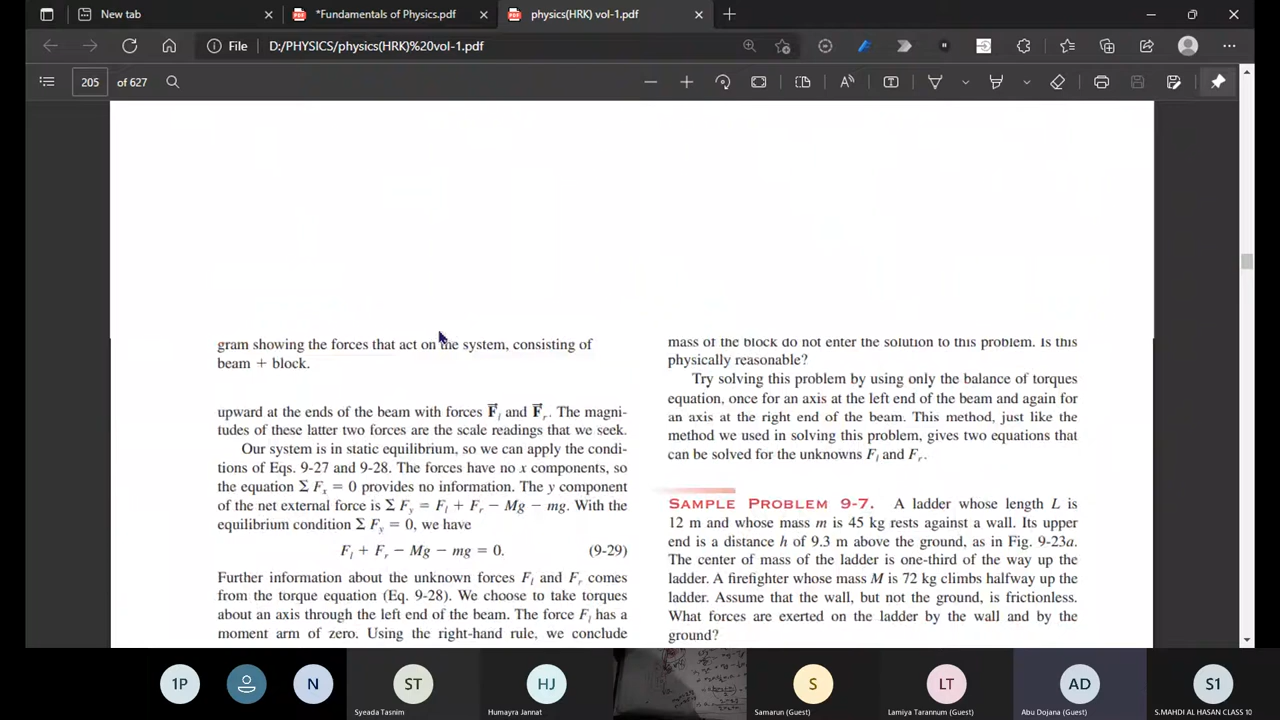 New tab
*Fundamentals of Physics.pdf
physics(HRK) vol-1.pdf
File
D:/PHYSICS/physics(HRK)%20vol-1.pdf
205 of 627
gram showing the forces that act on the system, consisting of
beam + block.
upward at the ends of the beam with forces F⃗l and F⃗r. The magni-
tudes of these latter two forces are the scale readings that we seek.
Our system is in static equilibrium, so we can apply the condi-
tions of Eqs. 9-27 and 9-28. The forces have no x components, so
the equation Σ Fx = 0 provides no information. The y component
of the net external force is Σ Fy = Fl + Fr − Mg − mg. With the
equilibrium condition Σ Fy = 0, we have
Fl + Fr − Mg − mg = 0. (9-29)
Further information about the unknown forces Fl and Fr comes
from the torque equation (Eq. 9-28). We choose to take torques
about an axis through the left end of the beam. The force Fl has a
moment arm of zero. Using the right-hand rule, we conclude
mass of the block do not enter the solution to this problem. Is this
physically reasonable?
Try solving this problem by using only the balance of torques
equation, once for an axis at the left end of the beam and again for
an axis at the right end of the beam. This method, just like the
method we used in solving this problem, gives two equations that
can be solved for the unknowns Fl and Fr.
SAMPLE PROBLEM 9-7. A ladder whose length L is
12 m and whose mass m is 45 kg rests against a wall. Its upper
end is a distance h of 9.3 m above the ground, as in Fig. 9-23a.
The center of mass of the ladder is one-third of the way up the
ladder. A firefighter whose mass M is 72 kg climbs halfway up the
ladder. Assume that the wall, but not the ground, is frictionless.
What forces are exerted on the ladder by the wall and by the
ground?
1P
N
ST
Syeada Tasnim
HJ
Humayra Jannat
S
Samarun (Guest)
LT
Lamiya Tarannum (Guest)
AD
Abu Dojana (Guest)
S1
S.MAHDI AL HASAN CLASS 10